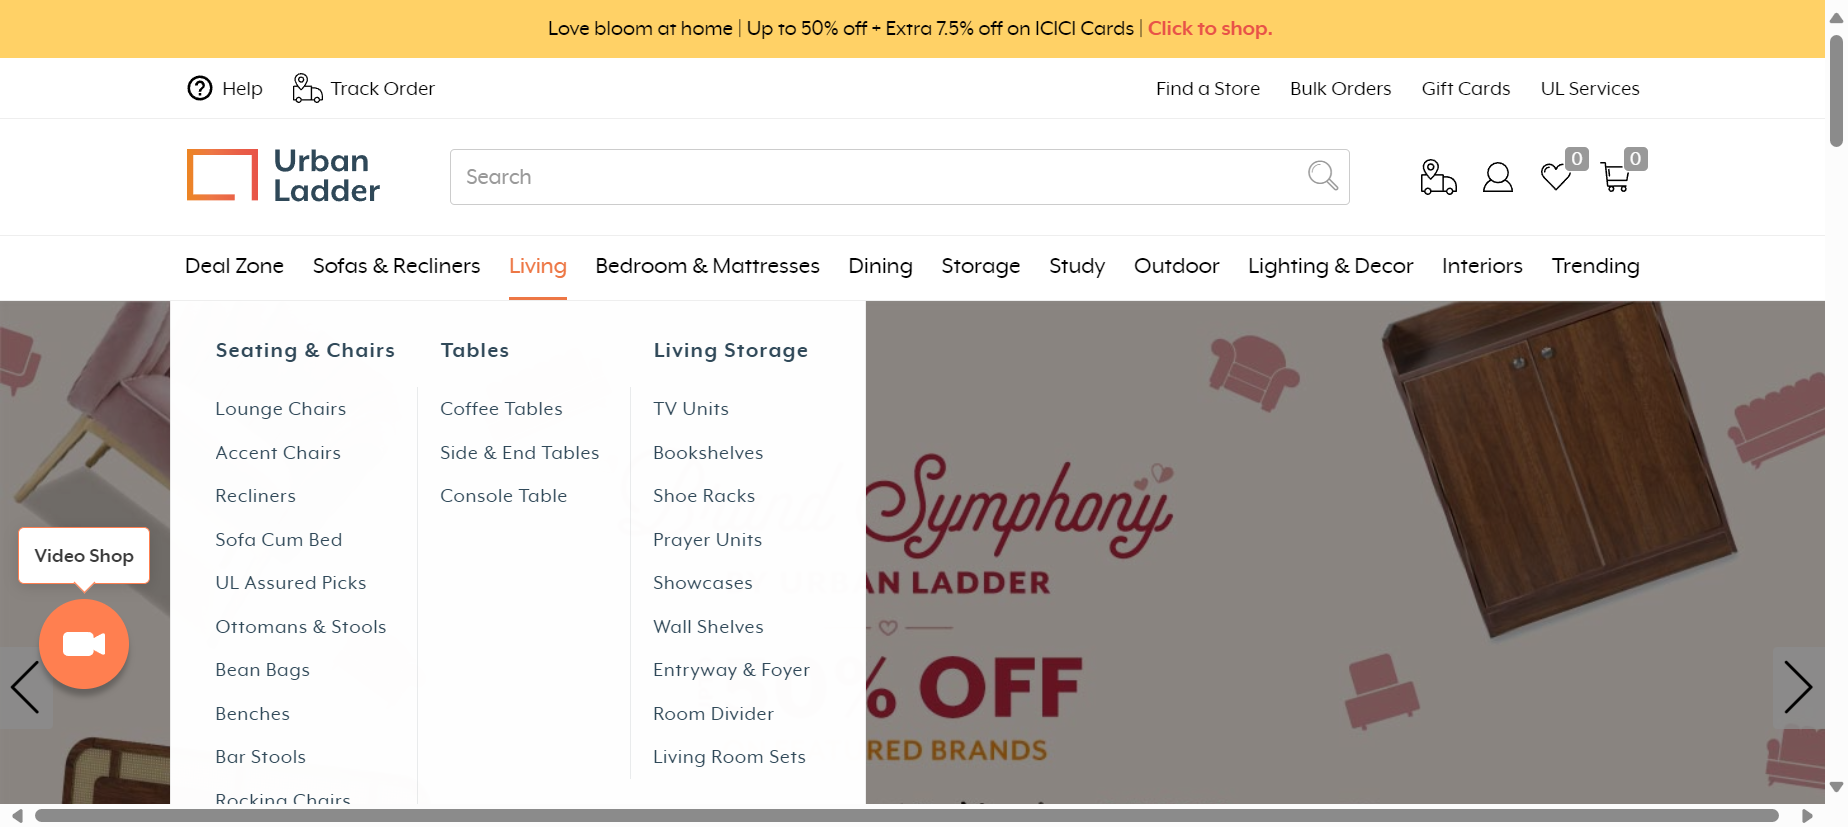 Love bloom at home | Up to 50% off + Extra 7.5% off on ICICI Cards | Click to shop.
Help
Track Order
Find a Store
Bulk Orders
Gift Cards
UL Services
Urban
Ladder
Search
0
0
Deal Zone
Sofas & Recliners
Living
Bedroom & Mattresses
Dining
Storage
Study
Outdoor
Lighting & Decor
Interiors
Trending
Seating & Chairs
Lounge Chairs
Accent Chairs
Recliners
Sofa Cum Bed
UL Assured Picks
Ottomans & Stools
Bean Bags
Benches
Bar Stools
Rocking Chairs
Tables
Coffee Tables
Side & End Tables
Console Table
Living Storage
TV Units
Bookshelves
Shoe Racks
Prayer Units
Showcases
Wall Shelves
Entryway & Foyer
Room Divider
Living Room Sets
Video Shop
Brand Symphony
URBAN LADDER
% OFF
RED BRANDS